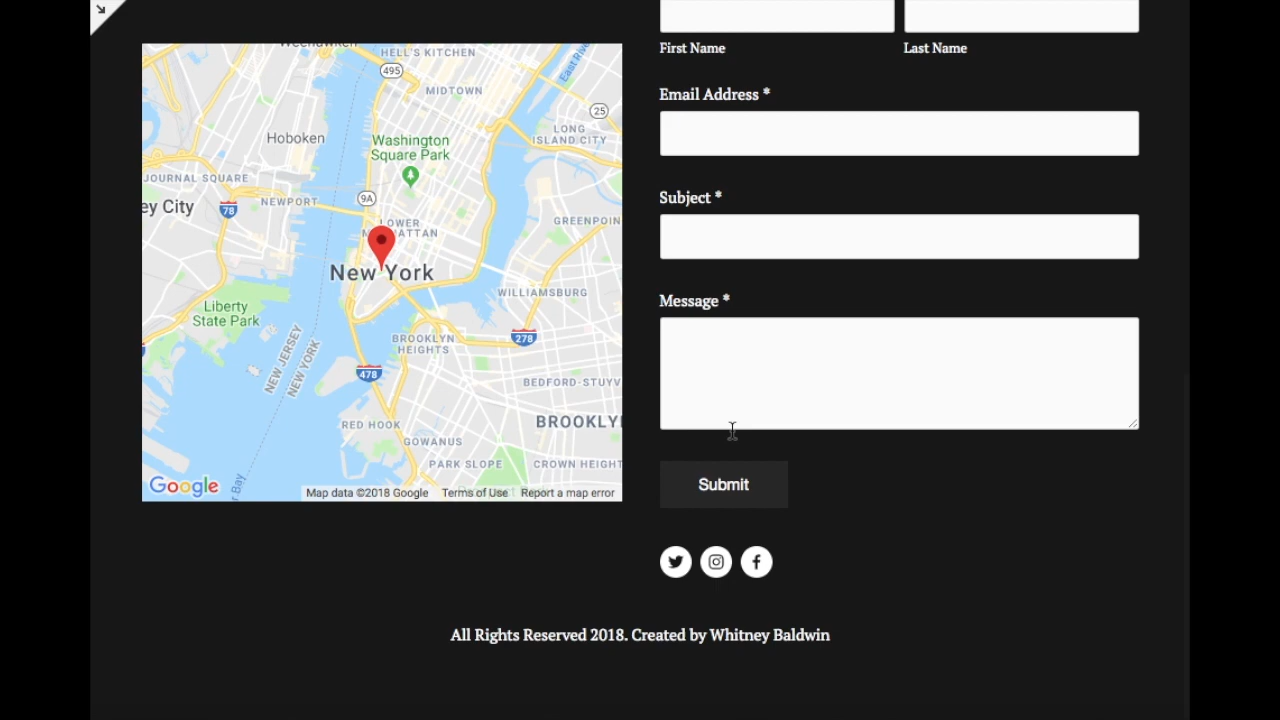 Weehawken
HELL'S KITCHEN
East River
495
MIDTOWN
25
Hoboken
Washington
Square Park
LONG
ISLAND CITY
JOURNAL SQUARE
9A
ey City
78
NEWPORT
LOWER
MANHATTAN
GREENPOIN
New York
WILLIAMSBURG
Liberty
State Park
NEW JERSEY
NEW YORK
BROOKLYN
HEIGHTS
278
478
BEDFORD-STUYV
RED HOOK
BROOKLY
GOWANUS
PARK SLOPE
CROWN HEIGHT
r Bay
Google
Map data ©2018 Google Terms of Use Report a map error
First Name
Last Name
Email Address *
Subject *
Message *
Submit
All Rights Reserved 2018. Created by Whitney Baldwin